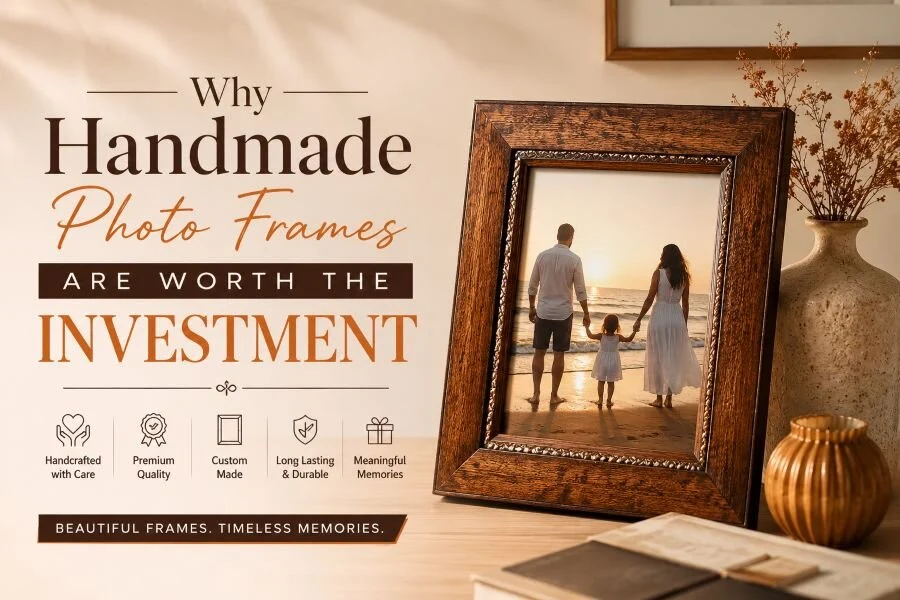 Why
Handmade
Photo Frames
ARE WORTH THE
INVESTMENT
Handcrafted
with Care
Premium
Quality
Custom
Made
Long Lasting
& Durable
Meaningful
Memories
BEAUTIFUL FRAMES. TIMELESS MEMORIES.